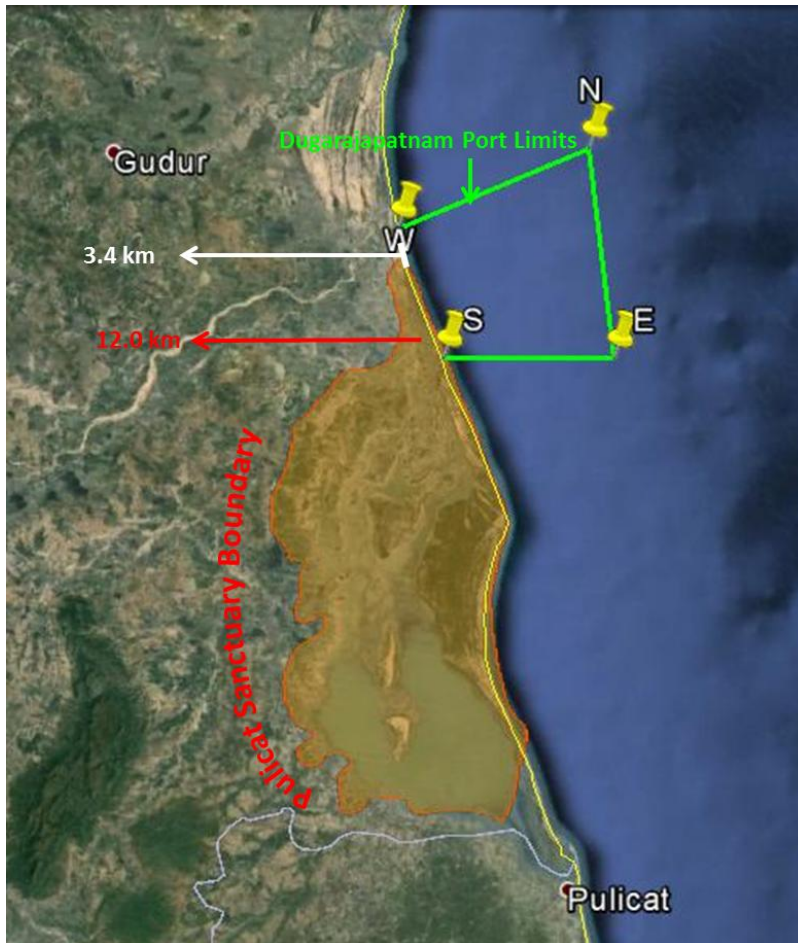 N
Dugarajapatnam Port Limits
Gudur
W
3.4 km
S
E
12.0 km
Pulicat Sanctuary Boundary
Pulicat